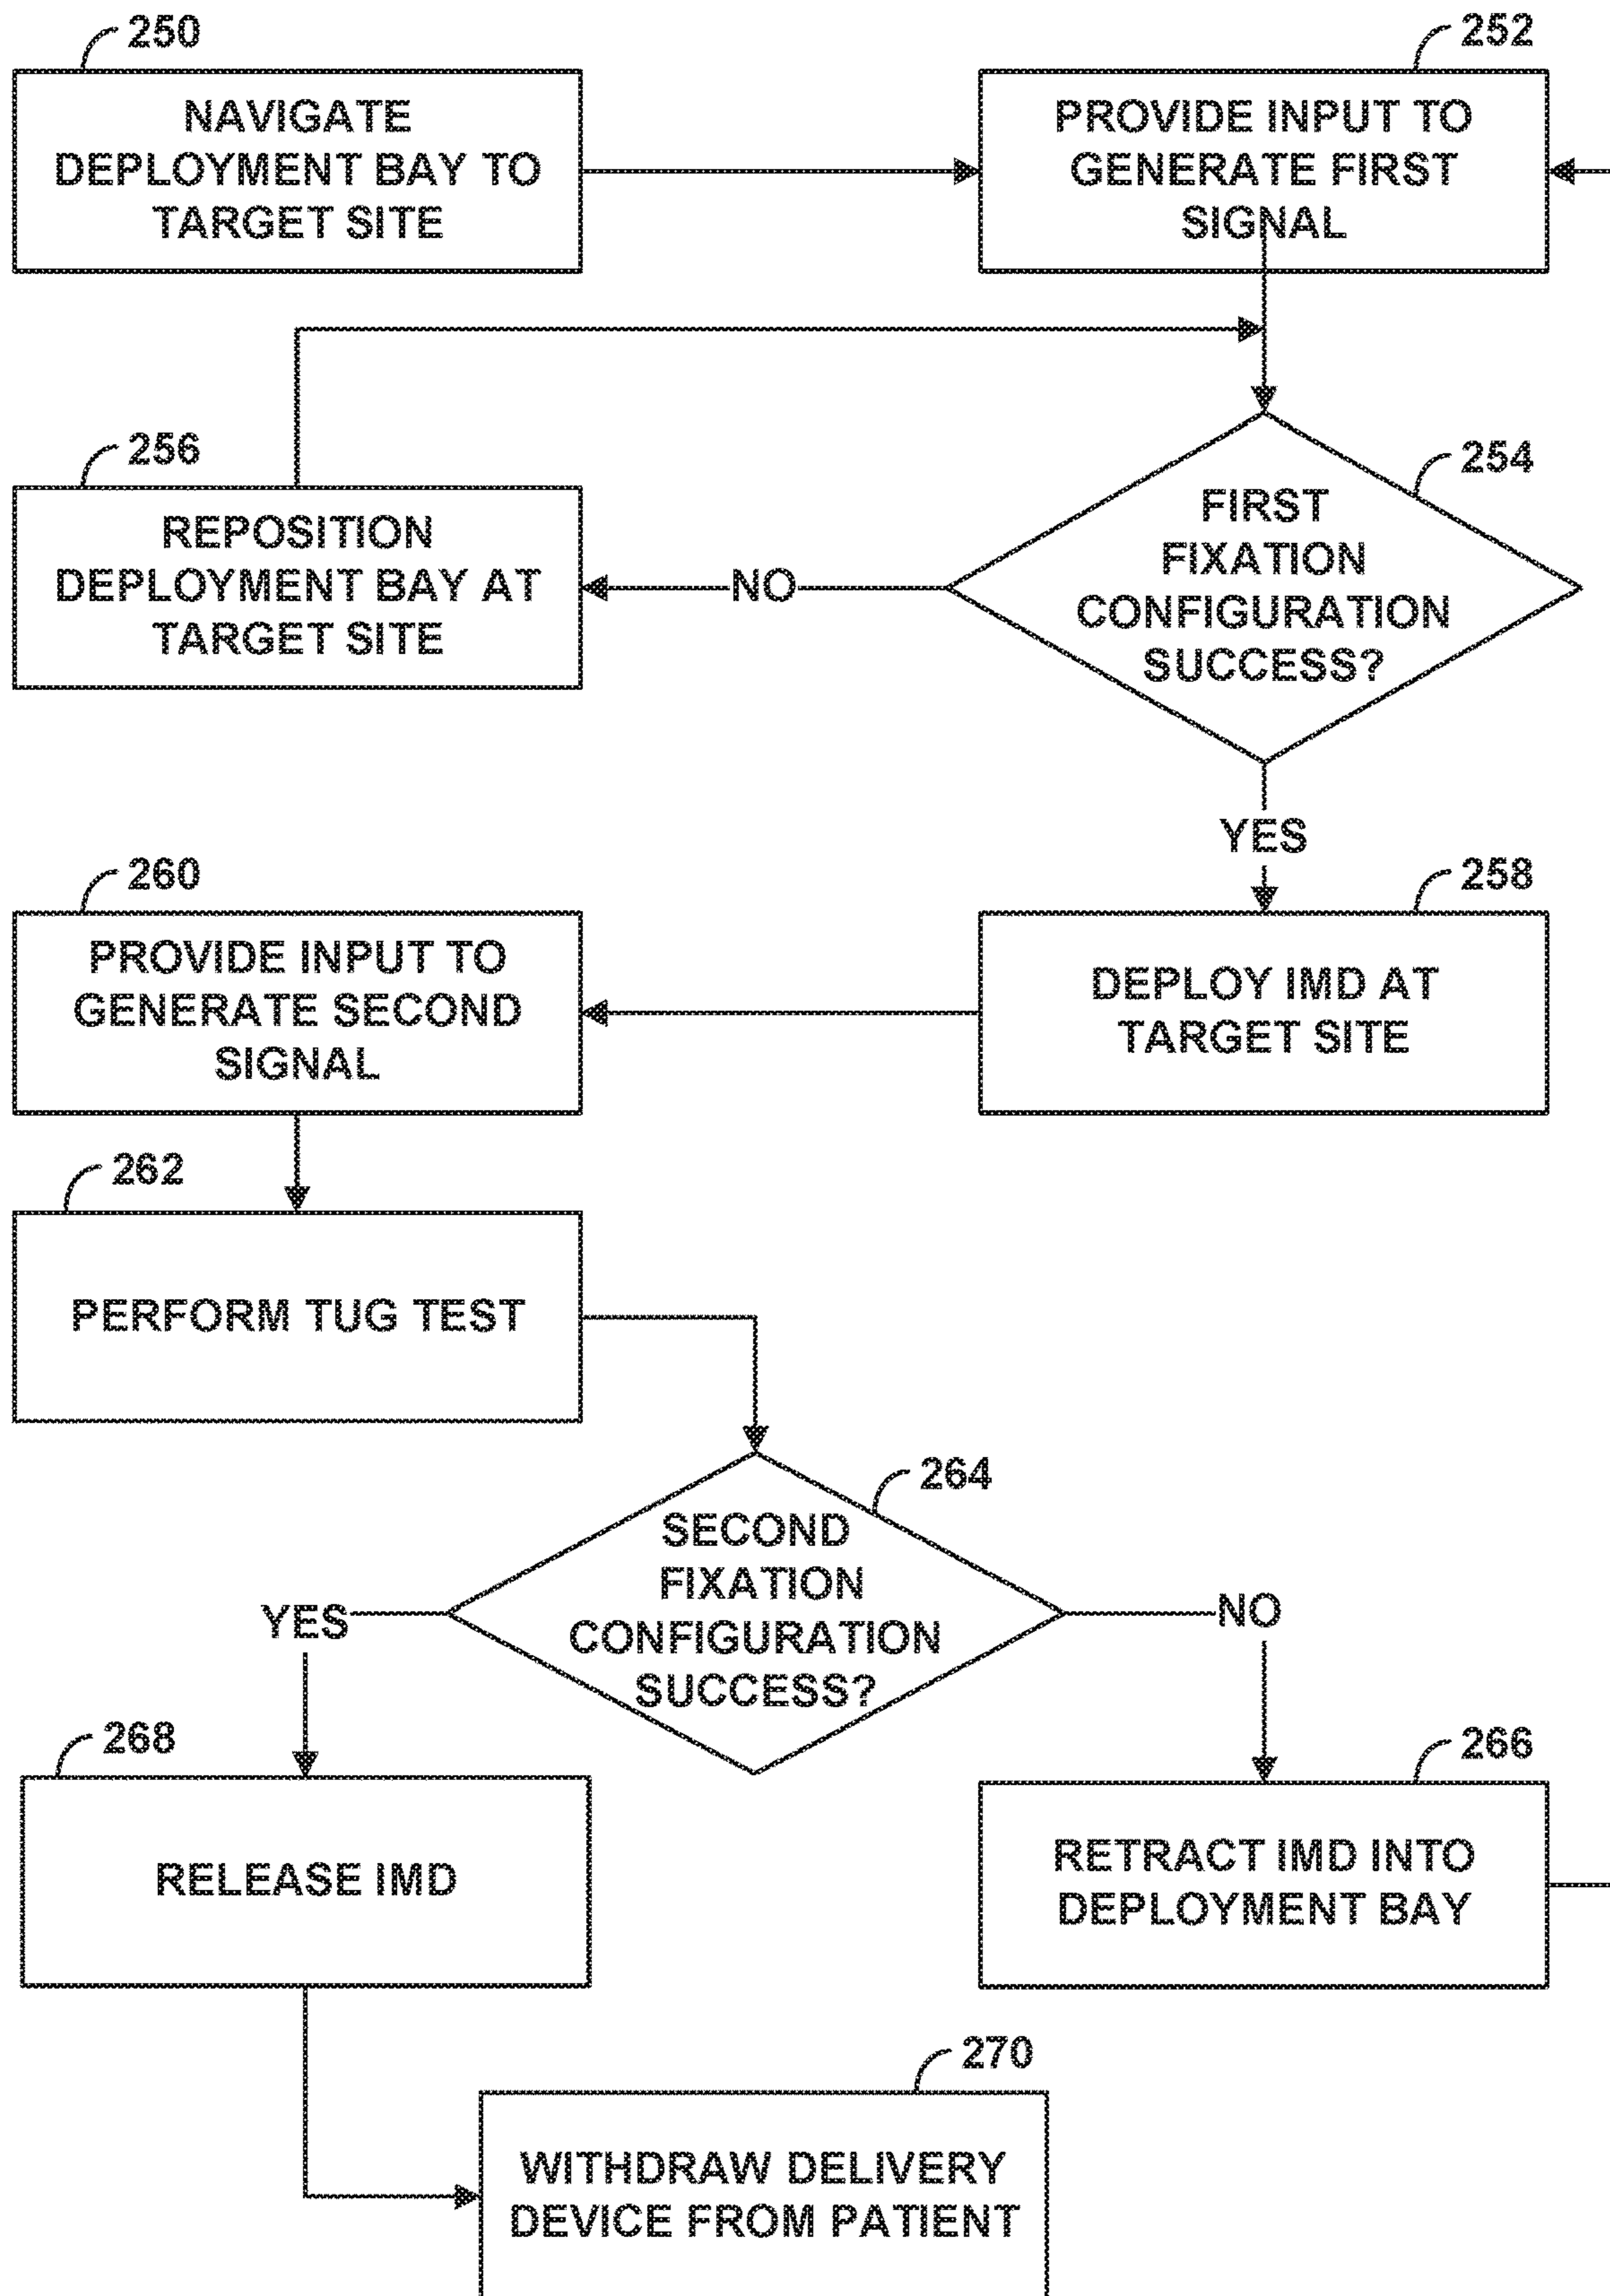 250
NAVIGATE
DEPLOYMENT BAY TO
TARGET SITE
252
PROVIDE INPUT TO
GENERATE FIRST
SIGNAL
254
FIRST
FIXATION
CONFIGURATION
SUCCESS?
NO
256
REPOSITION
DEPLOYMENT BAY AT
TARGET SITE
YES
258
DEPLOY IMD AT
TARGET SITE
260
PROVIDE INPUT TO
GENERATE SECOND
SIGNAL
262
PERFORM TUG TEST
264
SECOND
FIXATION
CONFIGURATION
SUCCESS?
YES
NO
268
RELEASE IMD
266
RETRACT IMD INTO
DEPLOYMENT BAY
270
WITHDRAW DELIVERY
DEVICE FROM PATIENT